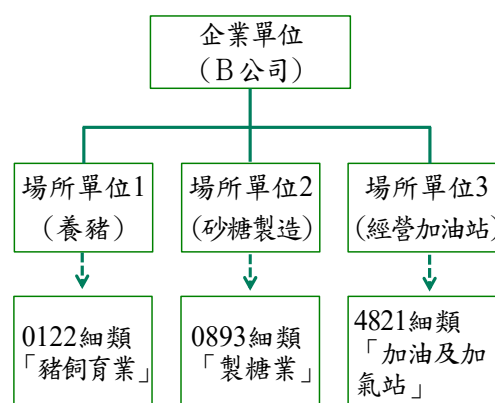 企業單位
（B公司）
場所單位1
（養豬）
場所單位2
(砂糖製造)
場所單位3
(經營加油站)
0122細類
「豬飼育業」
0893細類
「製糖業」
4821細類
「加油及加
氣站」